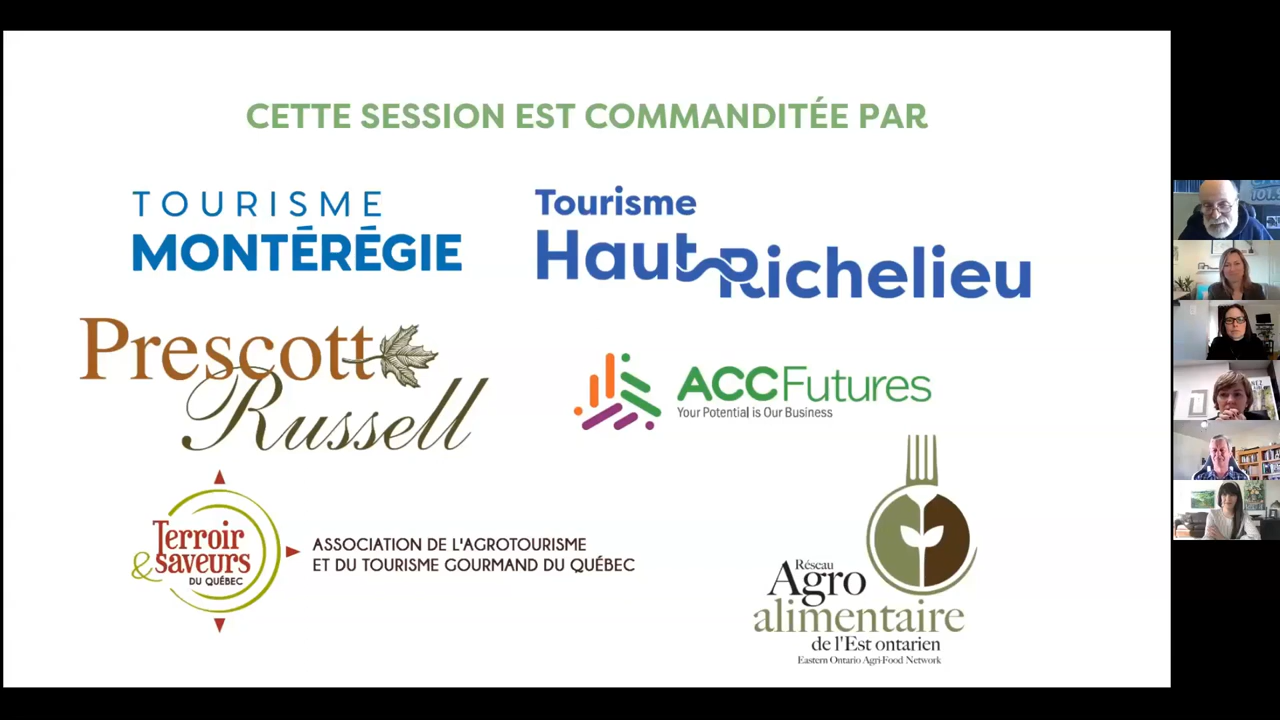 CETTE SESSION EST COMMANDITÉE PAR
TOURISME
MONTÉRÉGIE
Tourisme
Haut-Richelieu
Prescott
Russell
ACCFutures
Your Potential is Our Business
Terroir
& saveurs
DU QUÉBEC
ASSOCIATION DE L'AGROTOURISME
ET DU TOURISME GOURMAND DU QUÉBEC
Réseau
Agro
alimentaire
de l'Est ontarien
Eastern Ontario Agri-Food Network